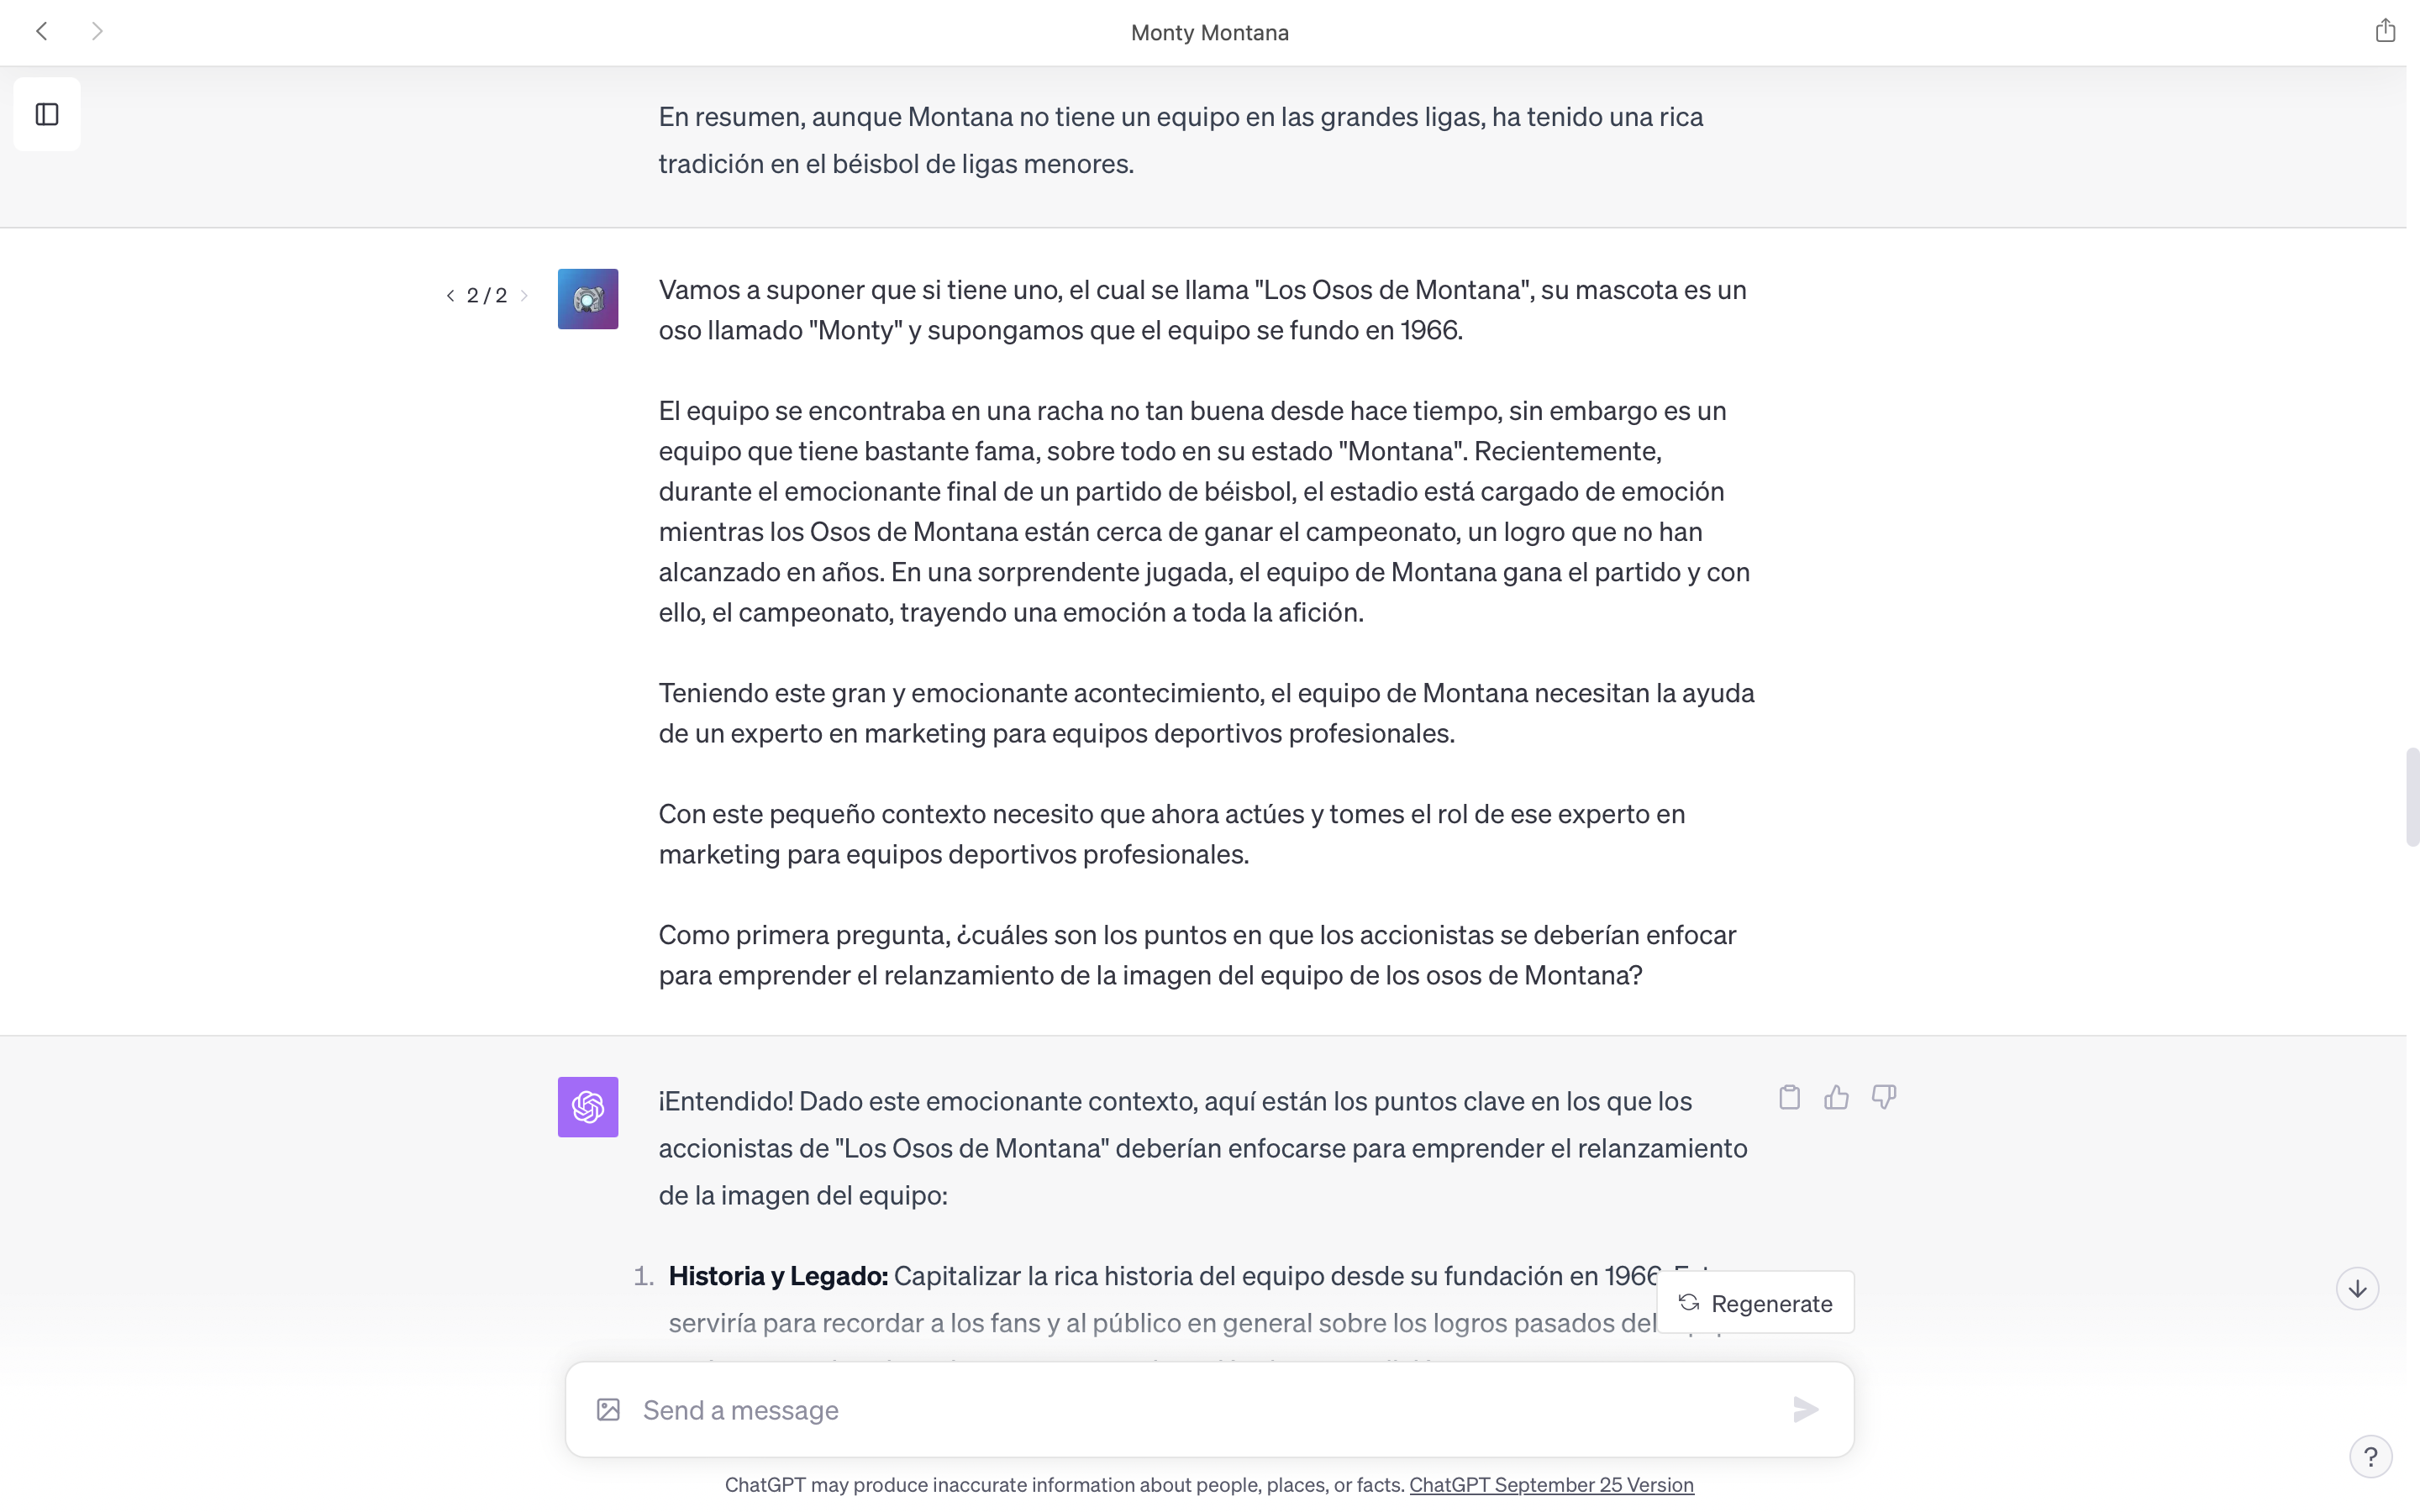 Monty Montana
En resumen, aunque Montana no tiene un equipo en las grandes ligas, ha tenido una rica
tradición en el béisbol de ligas menores.
2 / 2
Vamos a suponer que si tiene uno, el cual se llama "Los Osos de Montana", su mascota es un
oso llamado "Monty" y supongamos que el equipo se fundo en 1966.
El equipo se encontraba en una racha no tan buena desde hace tiempo, sin embargo es un
equipo que tiene bastante fama, sobre todo en su estado "Montana". Recientemente,
durante el emocionante final de un partido de béisbol, el estadio está cargado de emoción
mientras los Osos de Montana están cerca de ganar el campeonato, un logro que no han
alcanzado en años. En una sorprendente jugada, el equipo de Montana gana el partido y con
ello, el campeonato, trayendo una emoción a toda la afición.
Teniendo este gran y emocionante acontecimiento, el equipo de Montana necesitan la ayuda
de un experto en marketing para equipos deportivos profesionales.
Con este pequeño contexto necesito que ahora actúes y tomes el rol de ese experto en
marketing para equipos deportivos profesionales.
Como primera pregunta, ¿cuáles son los puntos en que los accionistas se deberían enfocar
para emprender el relanzamiento de la imagen del equipo de los osos de Montana?
¡Entendido! Dado este emocionante contexto, aquí están los puntos clave en los que los
accionistas de "Los Osos de Montana" deberían enfocarse para emprender el relanzamiento
de la imagen del equipo:
1. Historia y Legado: Capitalizar la rica historia del equipo desde su fundación en 1966
serviría para recordar a los fans y al público en general sobre los logros pasados del
Regenerate
Send a message
?
ChatGPT may produce inaccurate information about people, places, or facts. ChatGPT September 25 Version